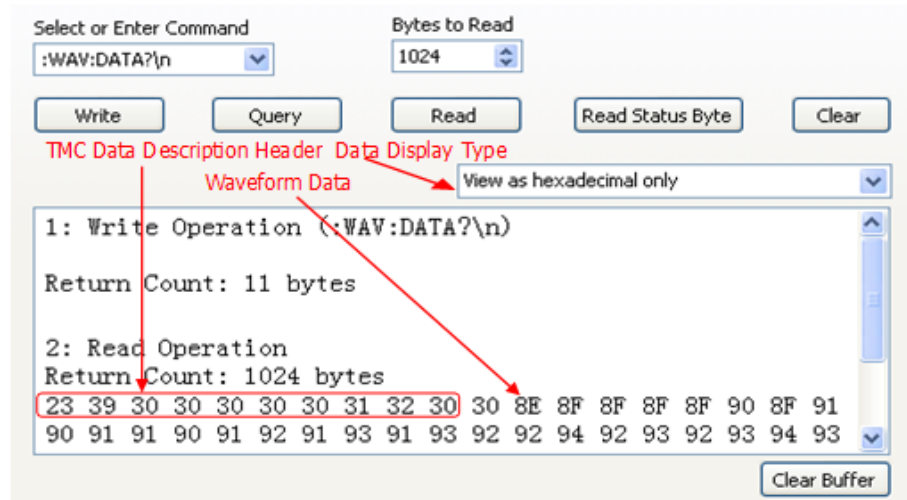 Select or Enter Command Bytes to Read
:WAV:DATA?\n 1024
Write Query Read Read Status Byte Clear
TMC Data Description Header Data Display Type
Waveform Data View as hexadecimal only
1: Write Operation (:WAV:DATA?\n)
Return Count: 11 bytes
2: Read Operation
Return Count: 1024 bytes
23 39 30 30 30 30 30 31 32 30 30 8E 8F 8F 8F 8F 90 8F 91
90 91 91 90 91 92 91 93 91 93 92 92 94 92 93 92 93 94 93
Clear Buffer